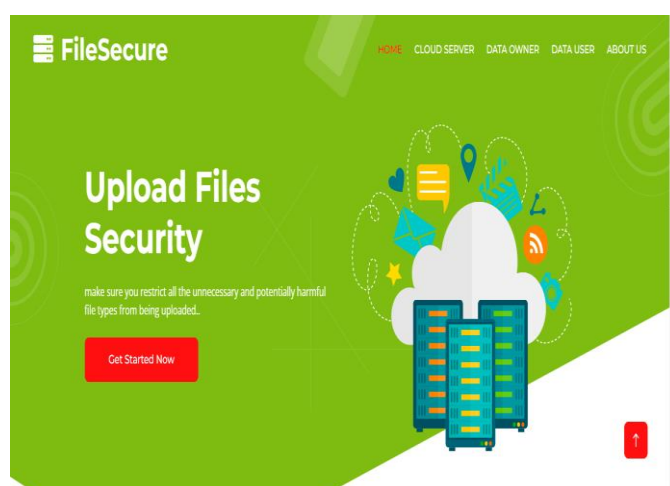 FileSecure
HOME CLOUD SERVER DATA OWNER DATA USER ABOUT US
Upload Files
Security
make sure you restrict all the unnecessary and potentially harmful
file types from being uploaded..
Get Started Now